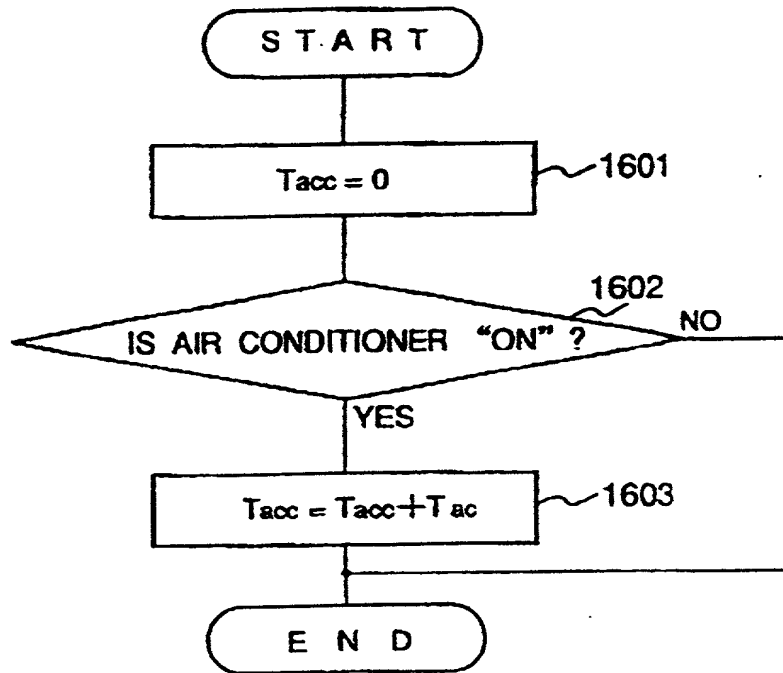 START
Tacc = 0
1601
1602
IS AIR CONDITIONER "ON" ?
NO
YES
Tacc = Tacc+Tac
1603
END